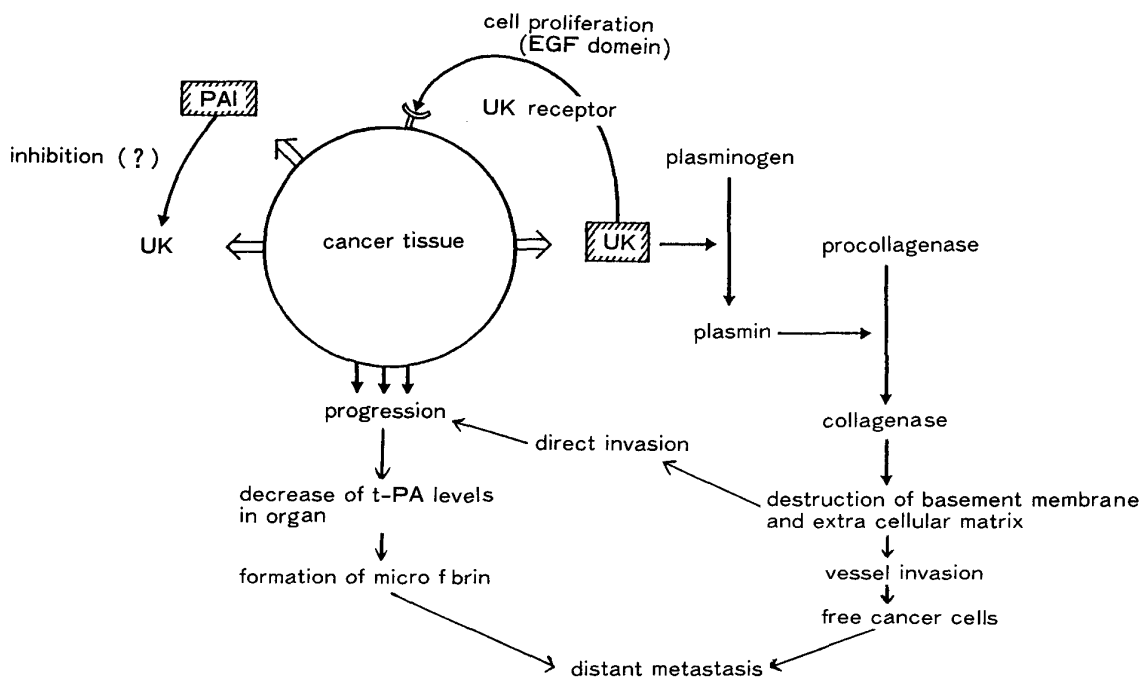 cell proliferation
(EGF domein)
PAI
UK receptor
inhibition (?)
plasminogen
UK
cancer tissue
UK
procollagenase
plasmin
progression
collagenase
direct invasion
decrease of t-PA levels
in organ
destruction of basement membrane
and extra cellular matrix
formation of micro f brin
vessel invasion
free cancer cells
distant metastasis